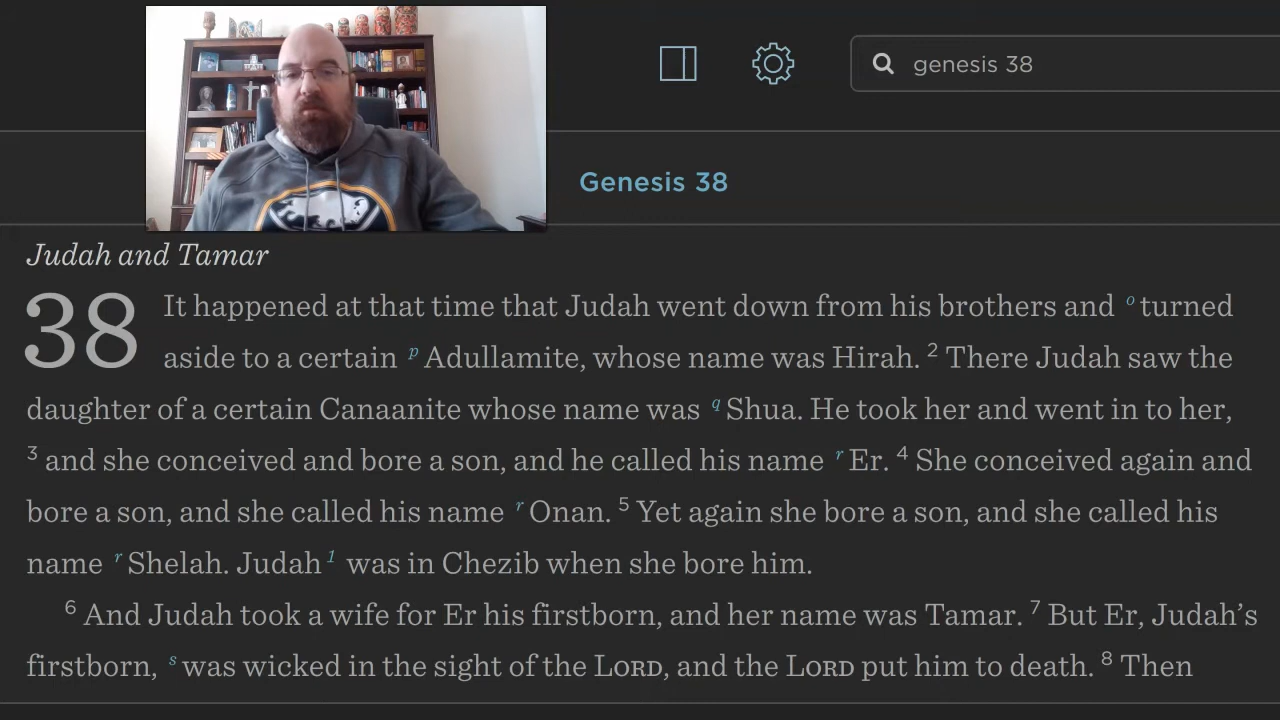 genesis 38
Genesis 38
Judah and Tamar
38 It happened at that time that Judah went down from his brothers and o turned
aside to a certain p Adullamite, whose name was Hirah. 2 There Judah saw the
daughter of a certain Canaanite whose name was q Shua. He took her and went in to her,
3 and she conceived and bore a son, and he called his name r Er. 4 She conceived again and
bore a son, and she called his name r Onan. 5 Yet again she bore a son, and she called his
name r Shelah. Judah 1 was in Chezib when she bore him.
6 And Judah took a wife for Er his firstborn, and her name was Tamar. 7 But Er, Judah’s
firstborn, s was wicked in the sight of the LORD, and the LORD put him to death. 8 Then